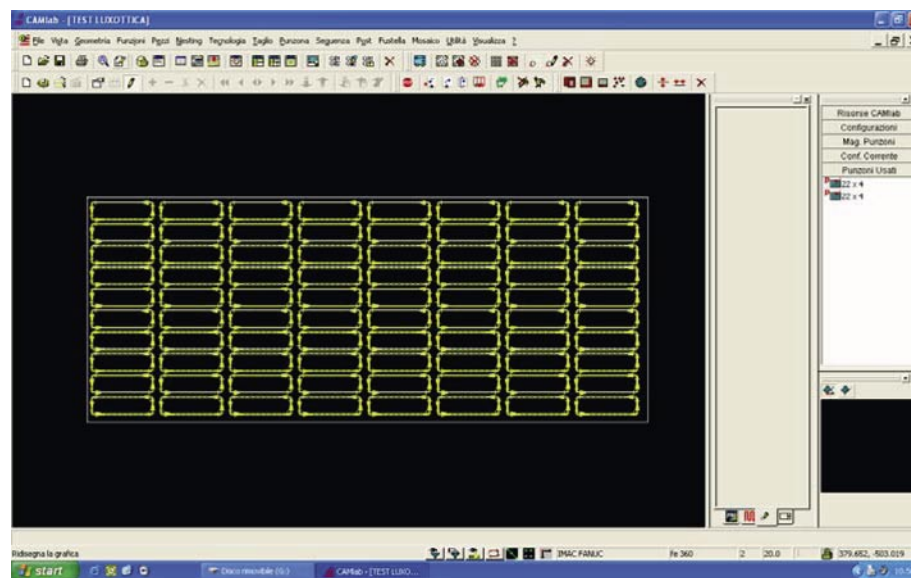 CAMlab - [TEST LUXOTTICA]
File Vista Geometria Funzioni Pezzi Nesting Tecnologia Taglio Punzona Sequenza Post Fustella Mosaico Utilità Visualizza ?
Risorse CAMlab
Configurazioni
Mag. Punzoni
Conf. Corrente
Punzoni Usati
22 x 4
22 x 4
Ridisegna la grafica
IMAC FANUC
Fe 360
2
20.0
379.652, -503.019
start
Disco rimovibile (G:)
CAMlab - [TEST LUXO...